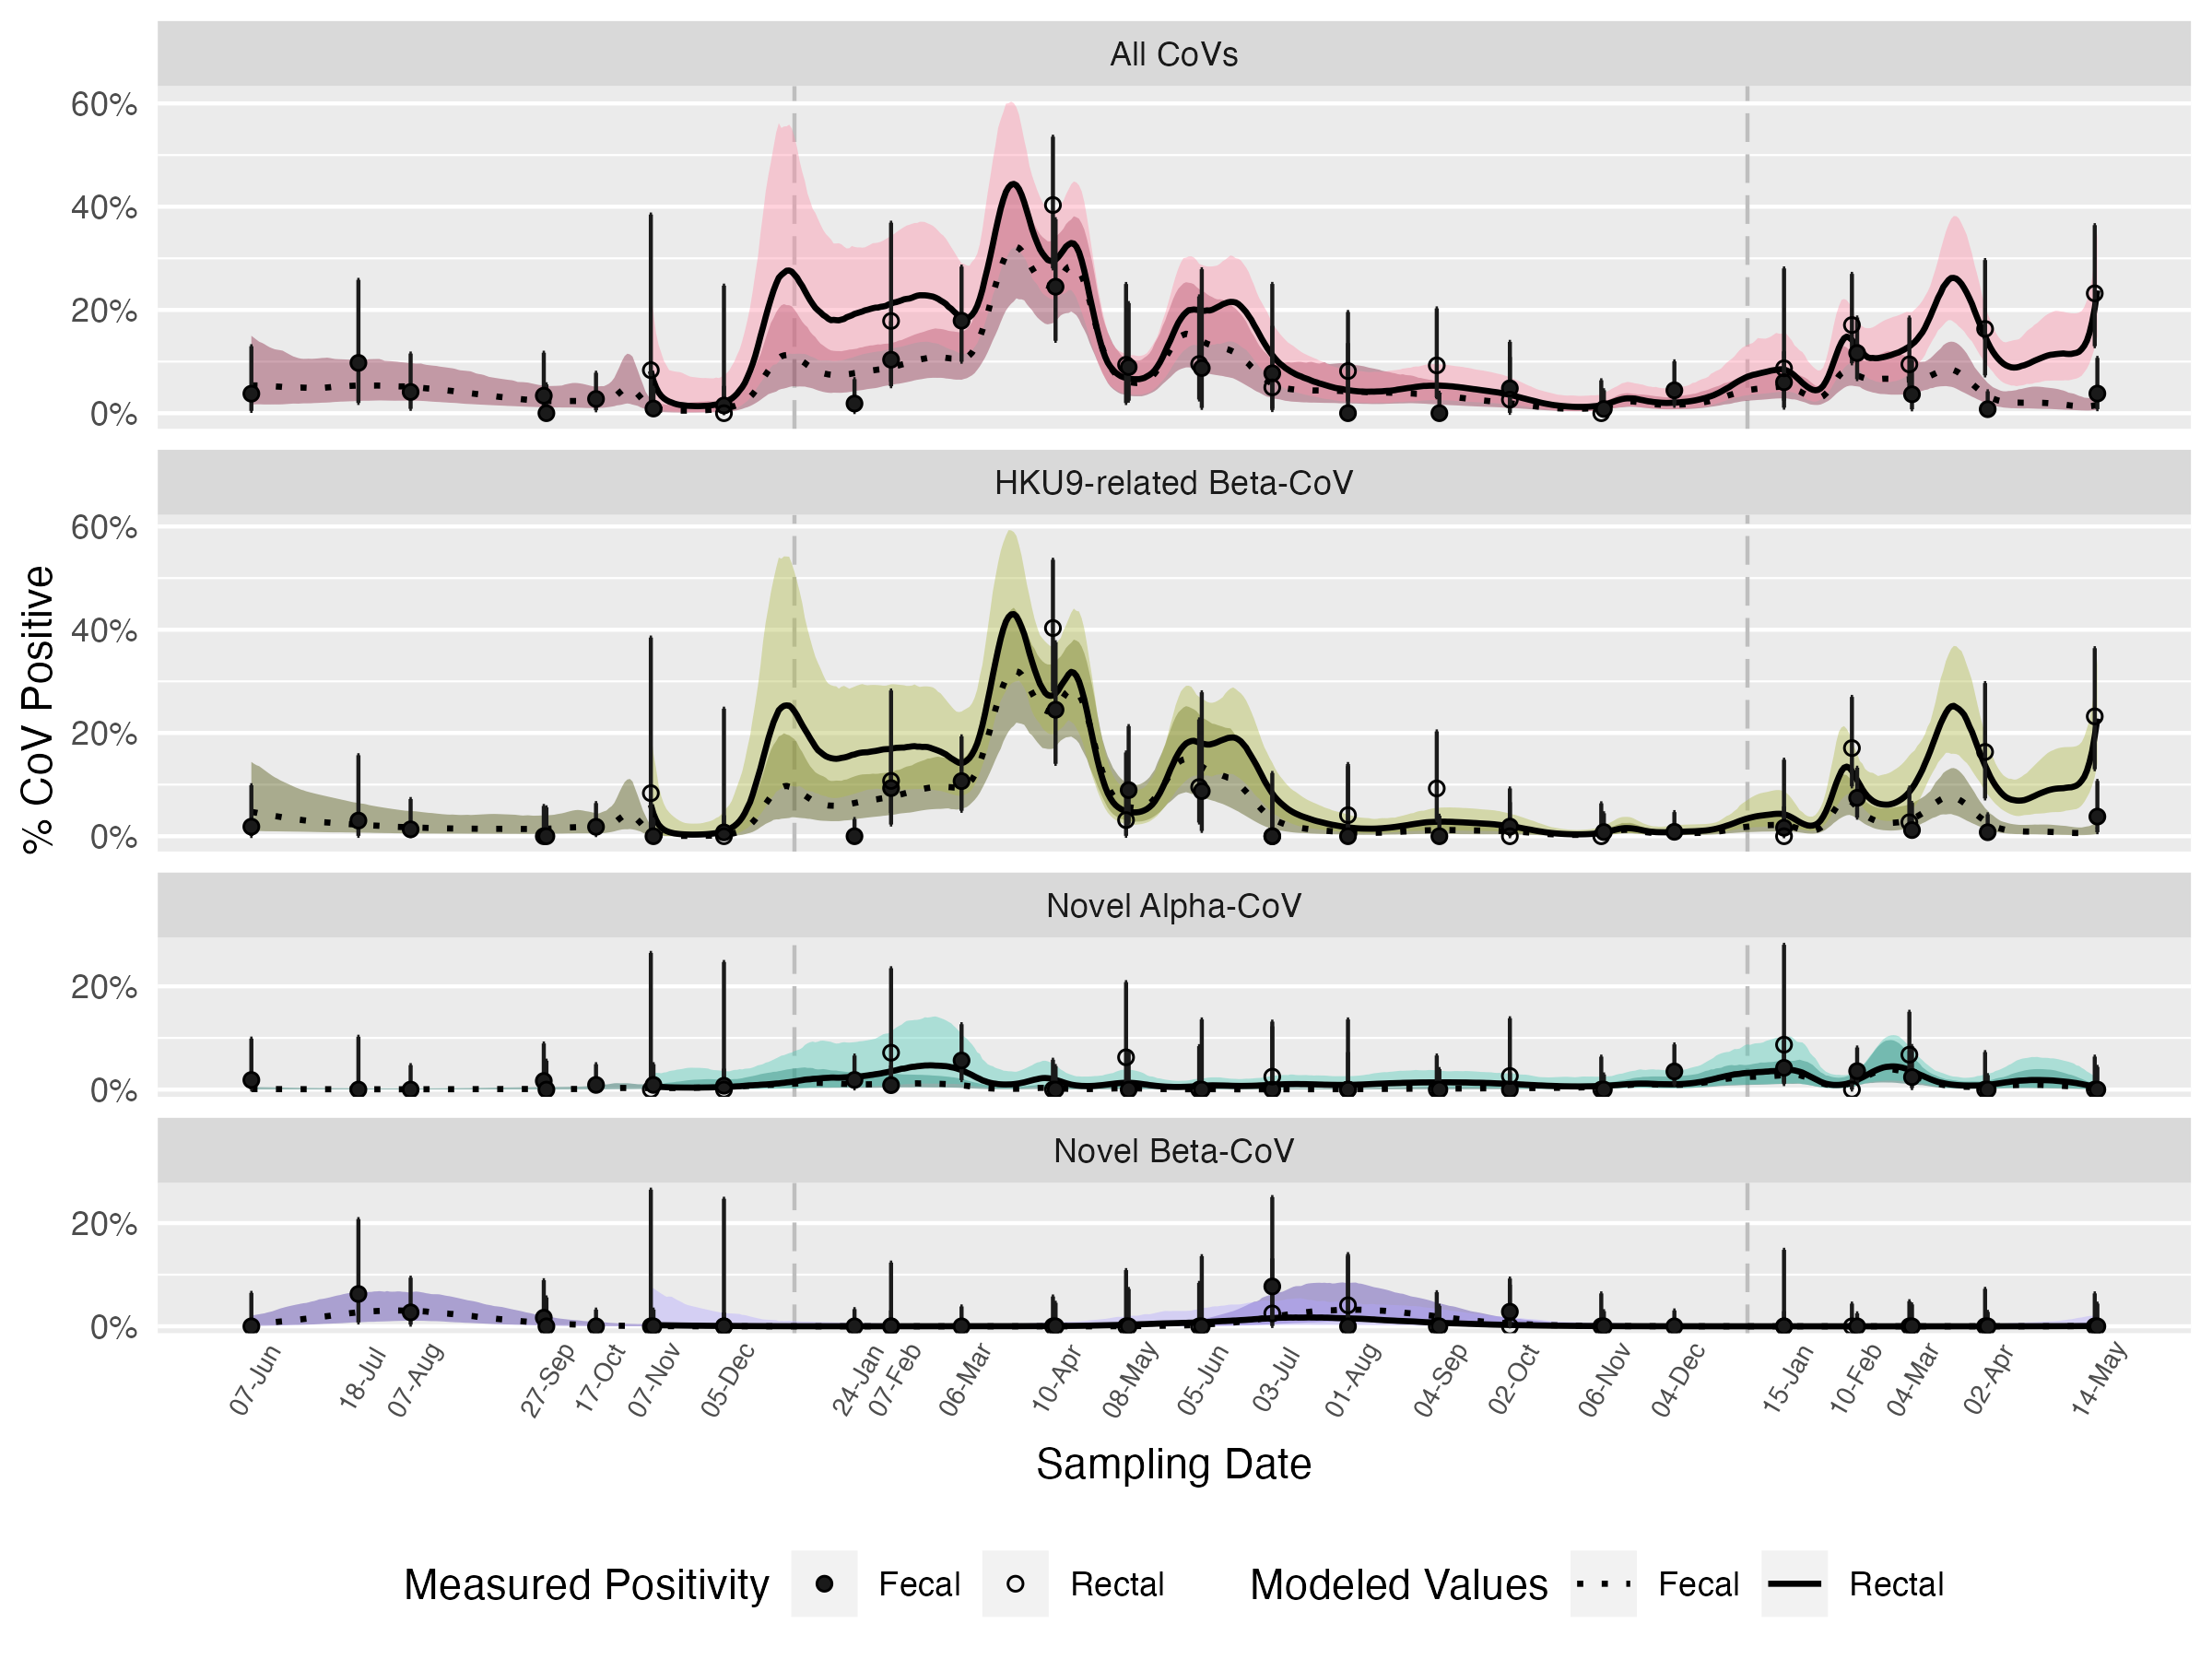 All CoVs
60%
40%
20%
0%
HKU9-related Beta-CoV
60%
40%
20%
0%
% CoV Positive
Novel Alpha-CoV
20%
0%
Novel Beta-CoV
20%
0%
07-Jun
18-Jul
07-Aug
27-Sep
17-Oct
07-Nov
05-Dec
24-Jan
07-Feb
06-Mar
10-Apr
08-May
05-Jun
03-Jul
01-Aug
04-Sep
02-Oct
06-Nov
04-Dec
15-Jan
10-Feb
04-Mar
02-Apr
14-May
Sampling Date
Measured Positivity Fecal Rectal Modeled Values Fecal Rectal